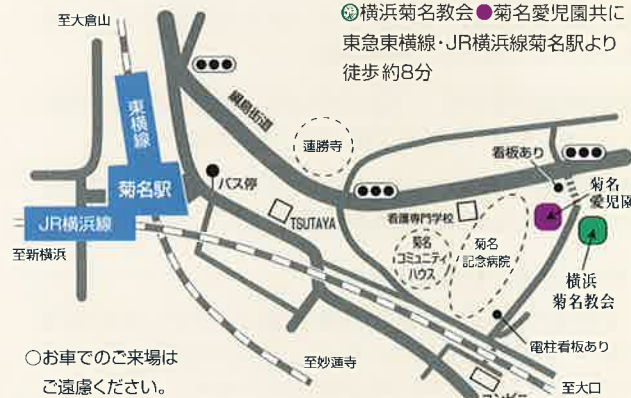 至大倉山
横浜菊名教会●菊名愛児園共に
東急東横線・JR横浜線菊名駅より
徒歩約8分
綱島街道
東横線
蓮勝寺
看板あり
菊名駅
バス停
菊名
愛児園
TSUTAYA
看護専門学校
JR横浜線
菊名
コミュニティ
ハウス
菊名
記念病院
至新横浜
横浜
菊名教会
電柱看板あり
○お車でのご来場は
ご遠慮ください。
至妙蓮寺
至大口
コンビニ